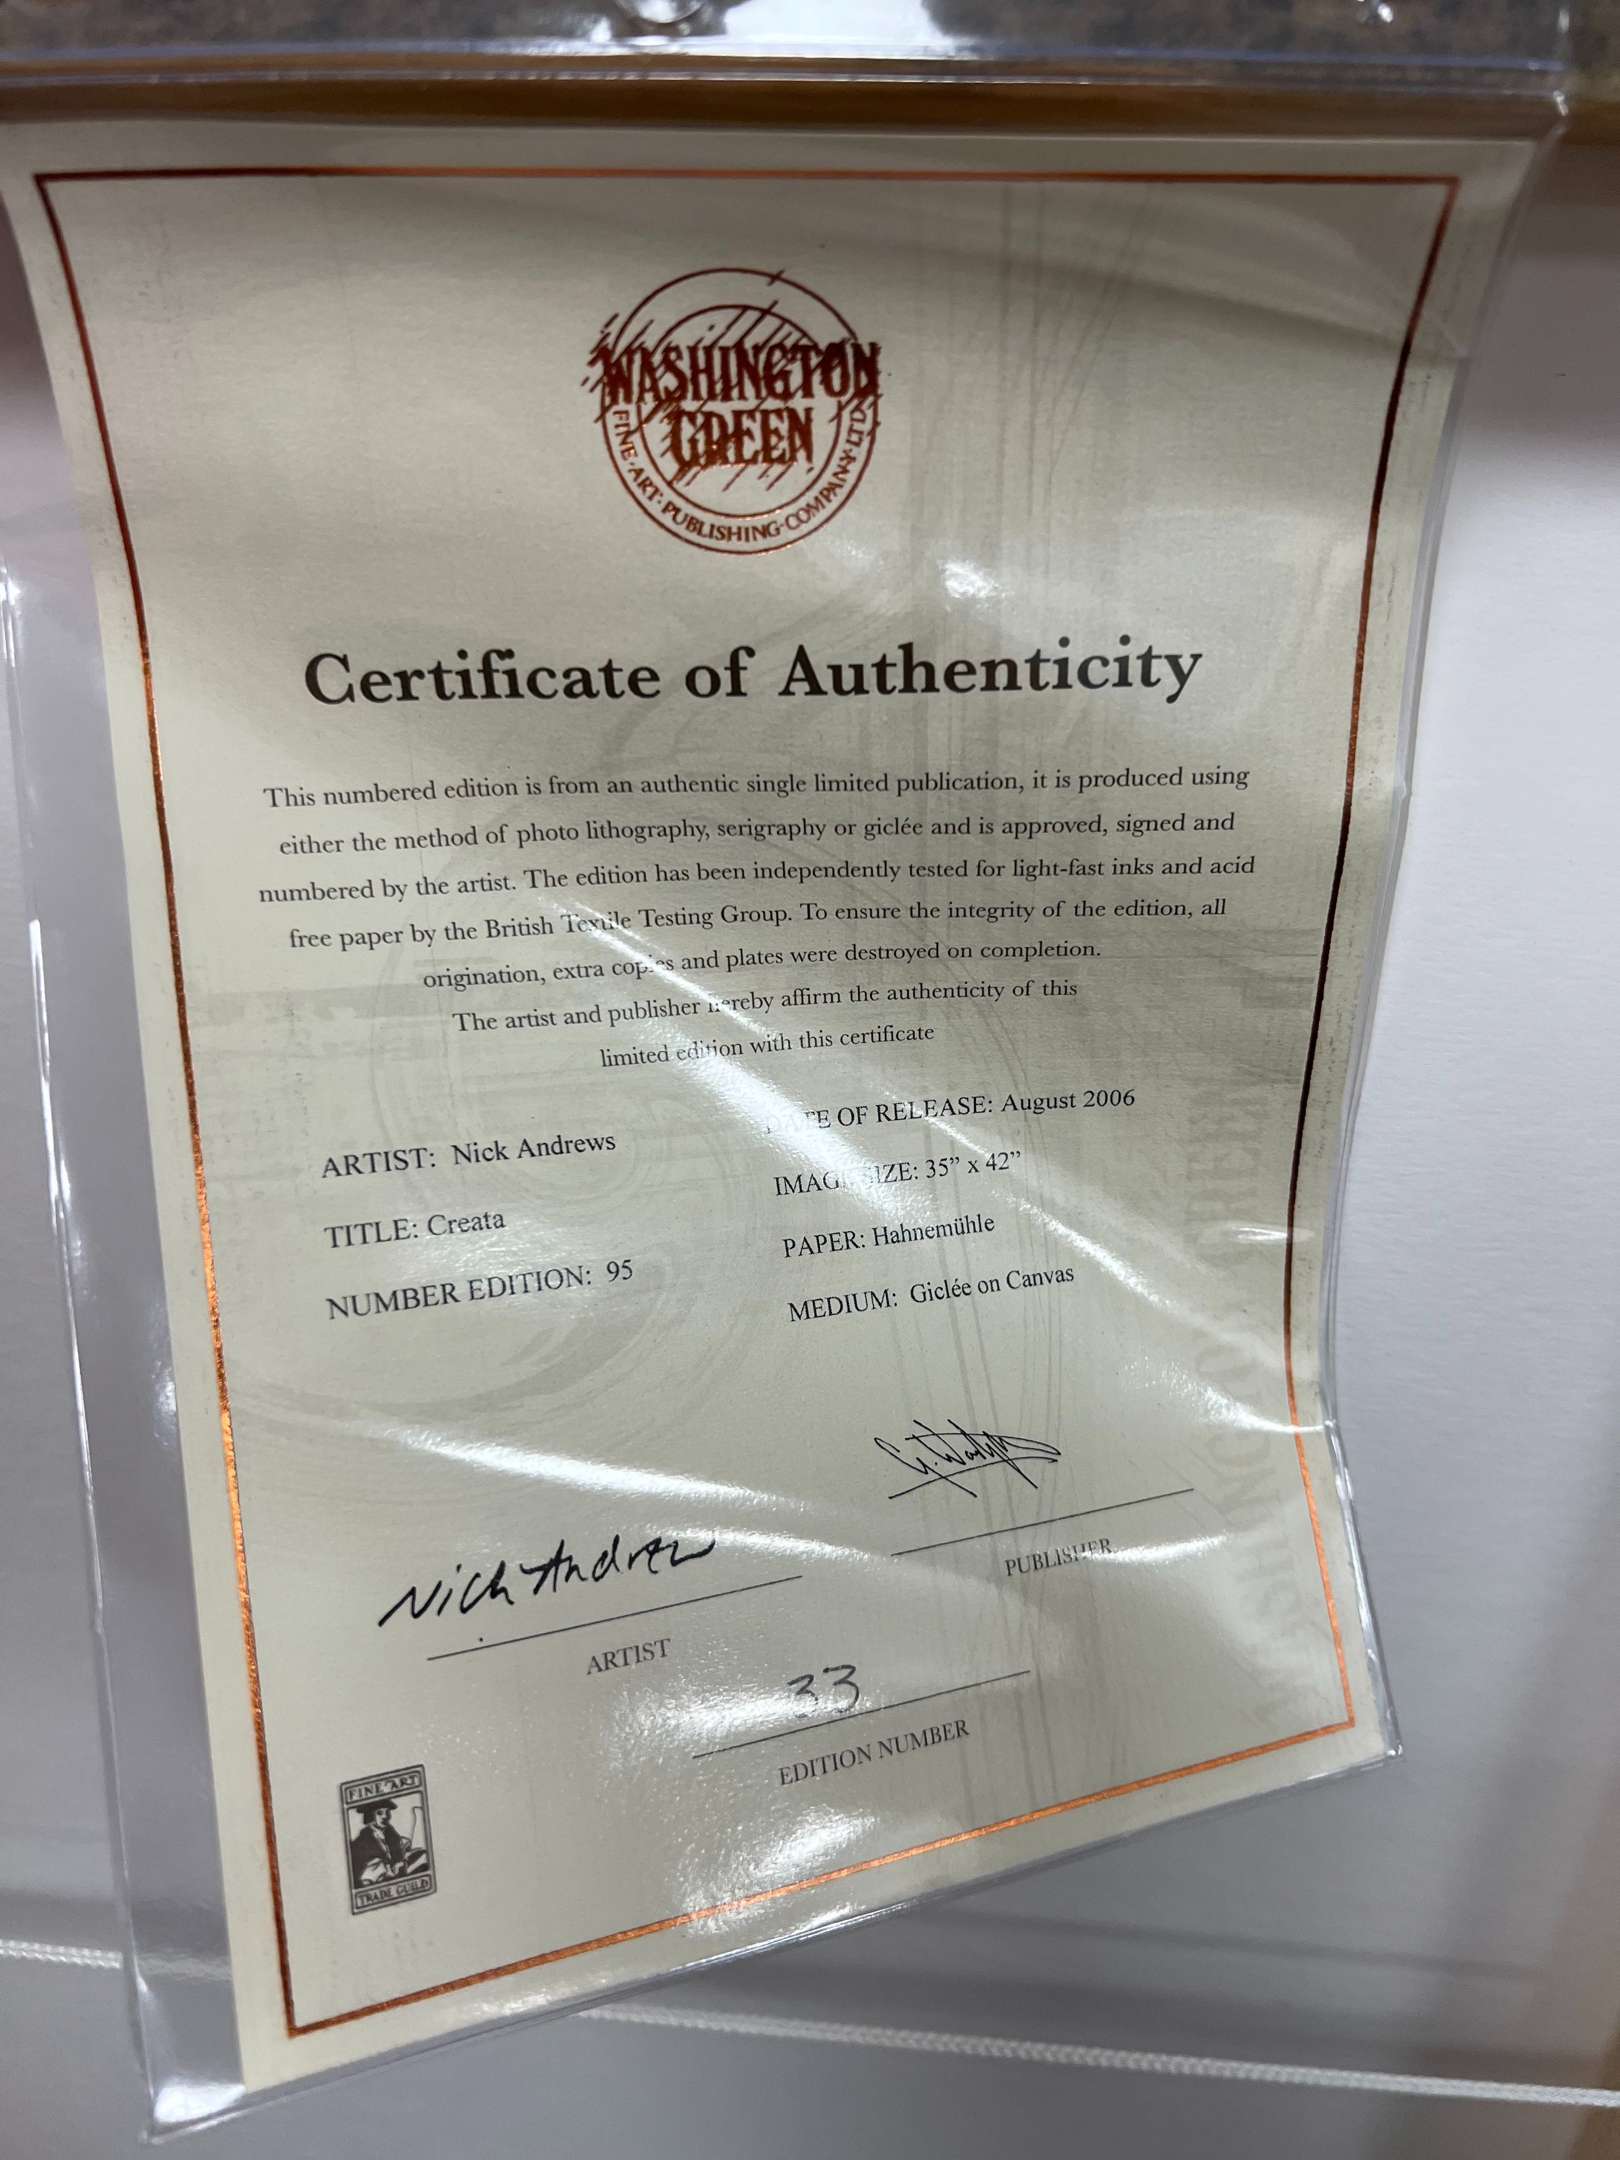 WASHINGTON
GREEN
FINE·ART·PUBLISHING·COMPANY·LTD
Certificate of Authenticity
This numbered edition is from an authentic single limited publication, it is produced using
either the method of photo lithography, serigraphy or giclée and is approved, signed and
numbered by the artist. The edition has been independently tested for light-fast inks and acid
free paper by the British Textile Testing Group. To ensure the integrity of the edition, all
origination, extra copies and plates were destroyed on completion.
The artist and publisher hereby affirm the authenticity of this
limited edition with this certificate
ARTIST: Nick Andrews
TITLE: Creata
NUMBER EDITION: 95
DATE OF RELEASE: August 2006
IMAGE SIZE: 35” x 42”
PAPER: Hahnemühle
MEDIUM: Giclée on Canvas
Nick Andrew
ARTIST
PUBLISHER
33
EDITION NUMBER
FINE ART
TRADE GUILD